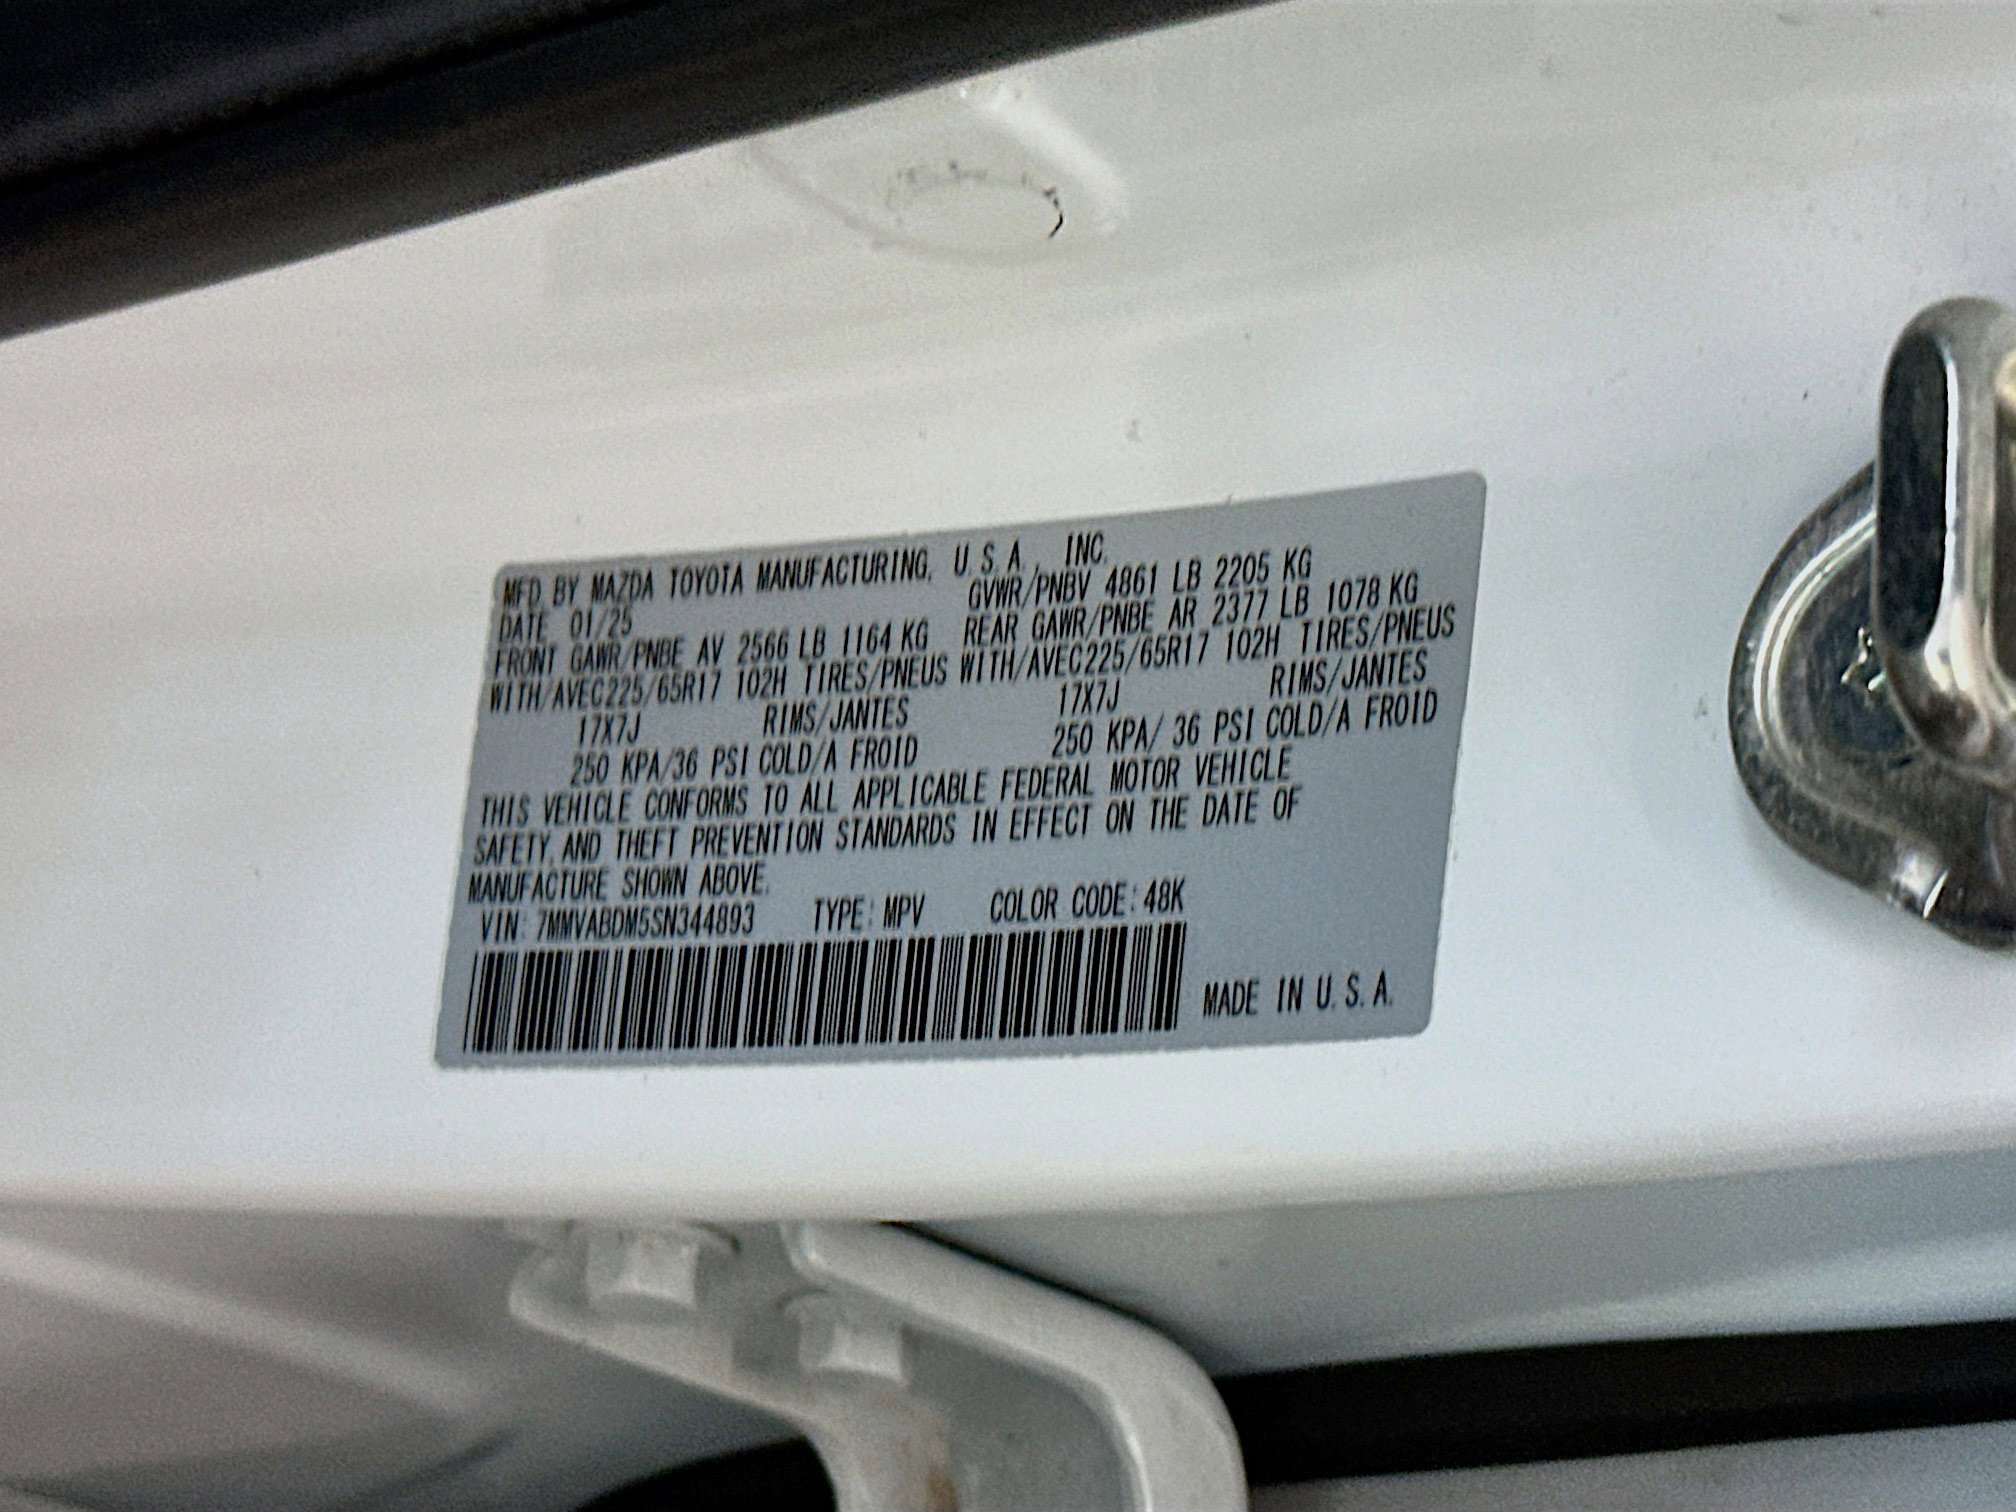 MFD. BY MAZDA TOYOTA MANUFACTURING, U.S.A., INC.
DATE 01/25 GVWR/PNBV 4861 LB 2205 KG
FRONT GAWR/PNBE AV 2566 LB 1164 KG REAR GAWR/PNBE AR 2377 LB 1078 KG
WITH/AVEC225/65R17 102H TIRES/PNEUS WITH/AVEC225/65R17 102H TIRES/PNEUS
17X7J RIMS/JANTES 17X7J RIMS/JANTES
250 KPA/36 PSI COLD/A FROID 250 KPA/ 36 PSI COLD/A FROID
THIS VEHICLE CONFORMS TO ALL APPLICABLE FEDERAL MOTOR VEHICLE
SAFETY, AND THEFT PREVENTION STANDARDS IN EFFECT ON THE DATE OF
MANUFACTURE SHOWN ABOVE.
VIN: 7MMVABDM5SN344893 TYPE: MPV COLOR CODE: 48K
MADE IN U.S.A.